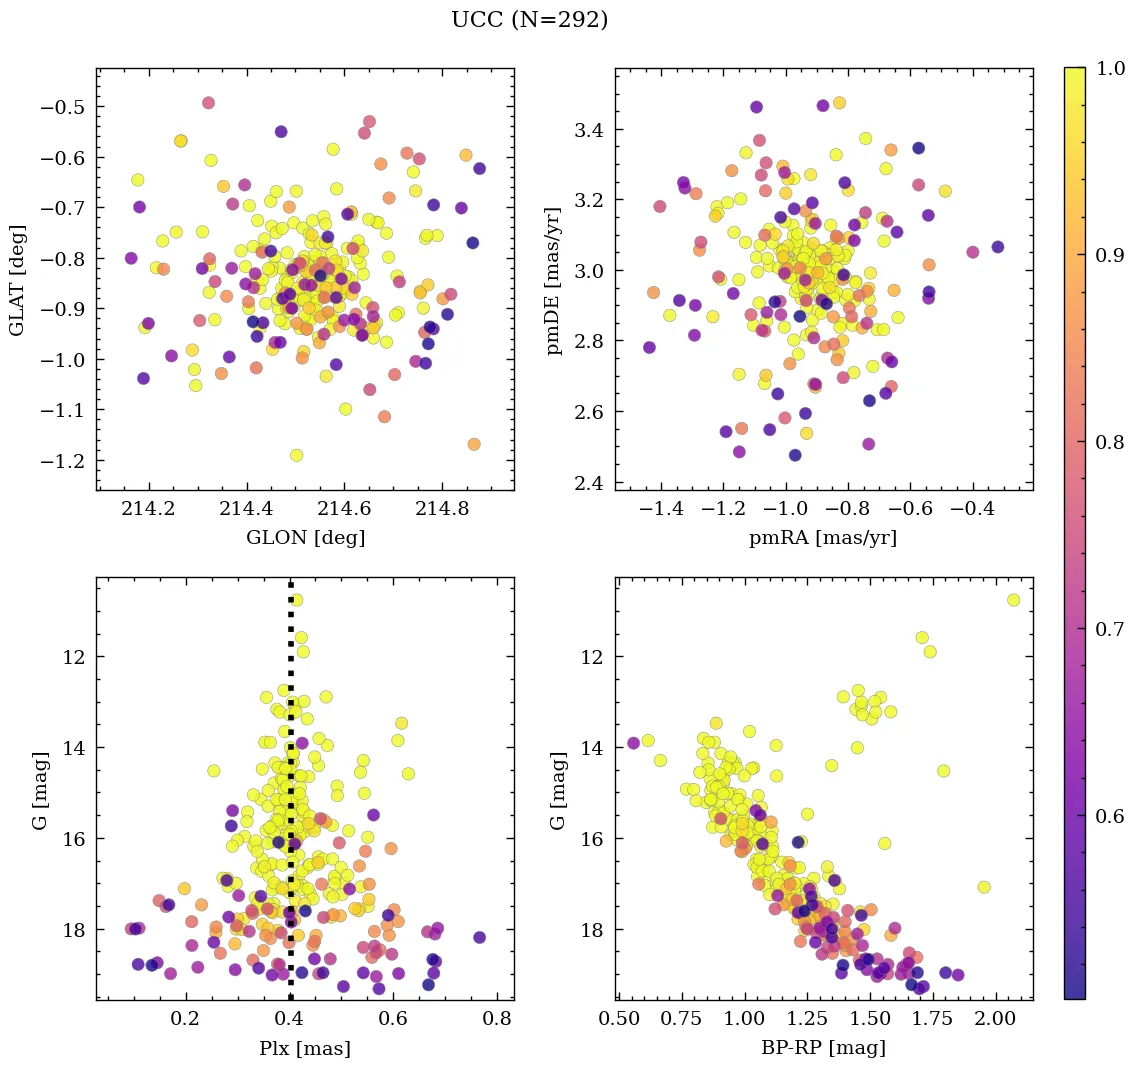 UCC (N=292)
−0.5
−0.6
−0.7
−0.8
−0.9
−1.0
−1.1
−1.2
GLAT [deg]
214.2 214.4 214.6 214.8
GLON [deg]
3.4
3.2
3.0
2.8
2.6
2.4
pmDE [mas/yr]
−1.4 −1.2 −1.0 −0.8 −0.6 −0.4
pmRA [mas/yr]
1.0
0.9
0.8
0.7
0.6
12
14
16
18
G [mag]
0.2 0.4 0.6 0.8
Plx [mas]
12
14
16
18
G [mag]
0.50 0.75 1.00 1.25 1.50 1.75 2.00
BP-RP [mag]